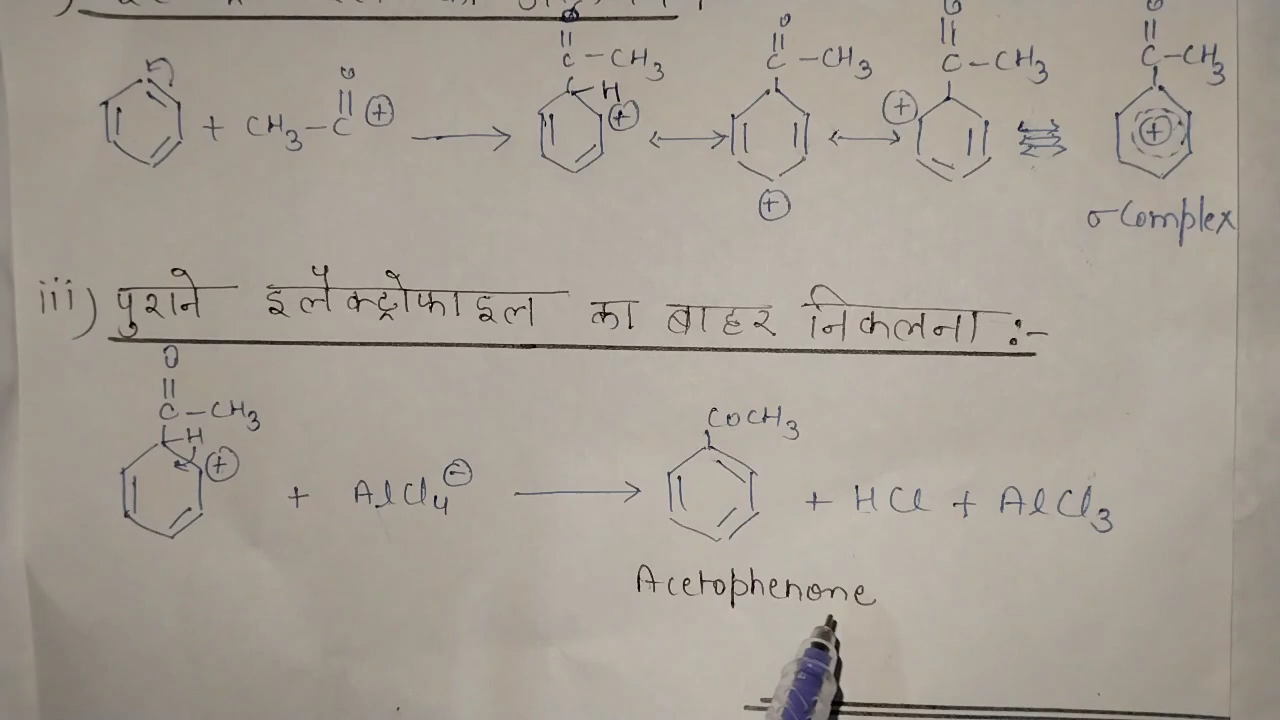 O O O O
O || || || ||
|| C-CH3 C-CH3 C-CH3 C-CH3
+ CH3-C ⊕ → H ⊕ ↔ ↔ ⊕ ⊕
⊕
σ-Complex
iii) पुराने इलैक्ट्रोफाइल का बाहर निकलना :-
O
||
C-CH3 COCH3
H
⊕ + AlCl4⊖ → + HCl + AlCl3
Acetophenone